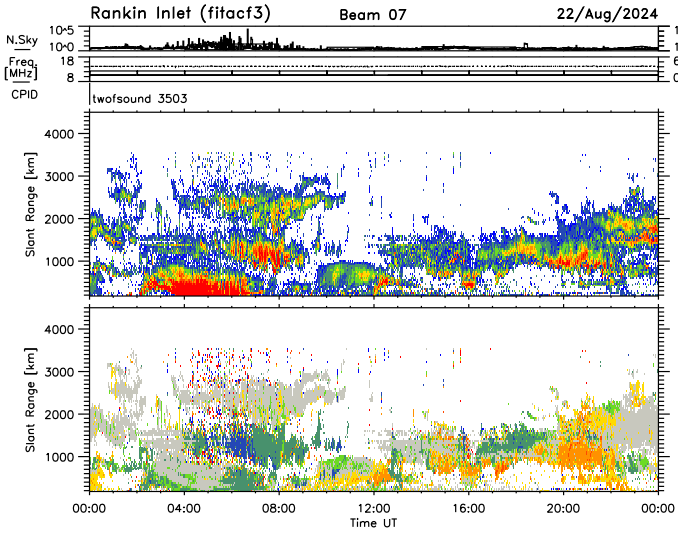 Rankin Inlet (fitacf3) Beam 07 22/Aug/2024
N.Sky 10^5 10^0 1 1
Freq. [MHz] 18 8 6 0
CPID twofsound 3503
Slant Range [km] 4000 3000 2000 1000
Slant Range [km] 4000 3000 2000 1000
00:00 04:00 08:00 12:00 16:00 20:00 00:00
Time UT